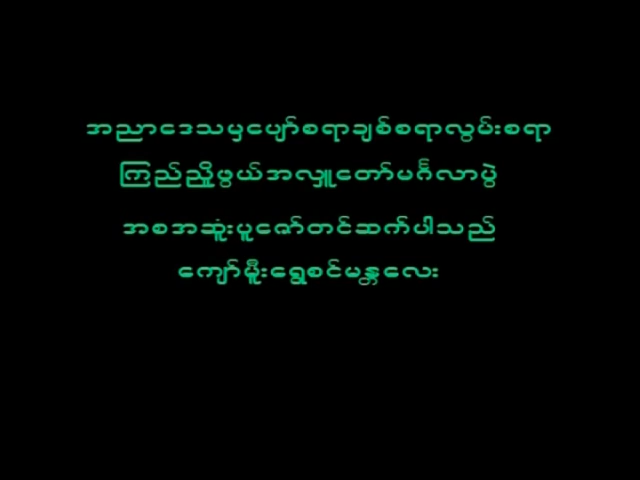 အညာဒေသမှပျော်စရာချစ်စရာလွမ်းစရာ
ကြည်ညိူဖွယ်အလှူတော်မင်္ဂလာပွဲ
အစအဆူံးပူဇော်တင်ဆက်ပါသည်
ကျော်မိူးရွှေစင်မန္တလေး